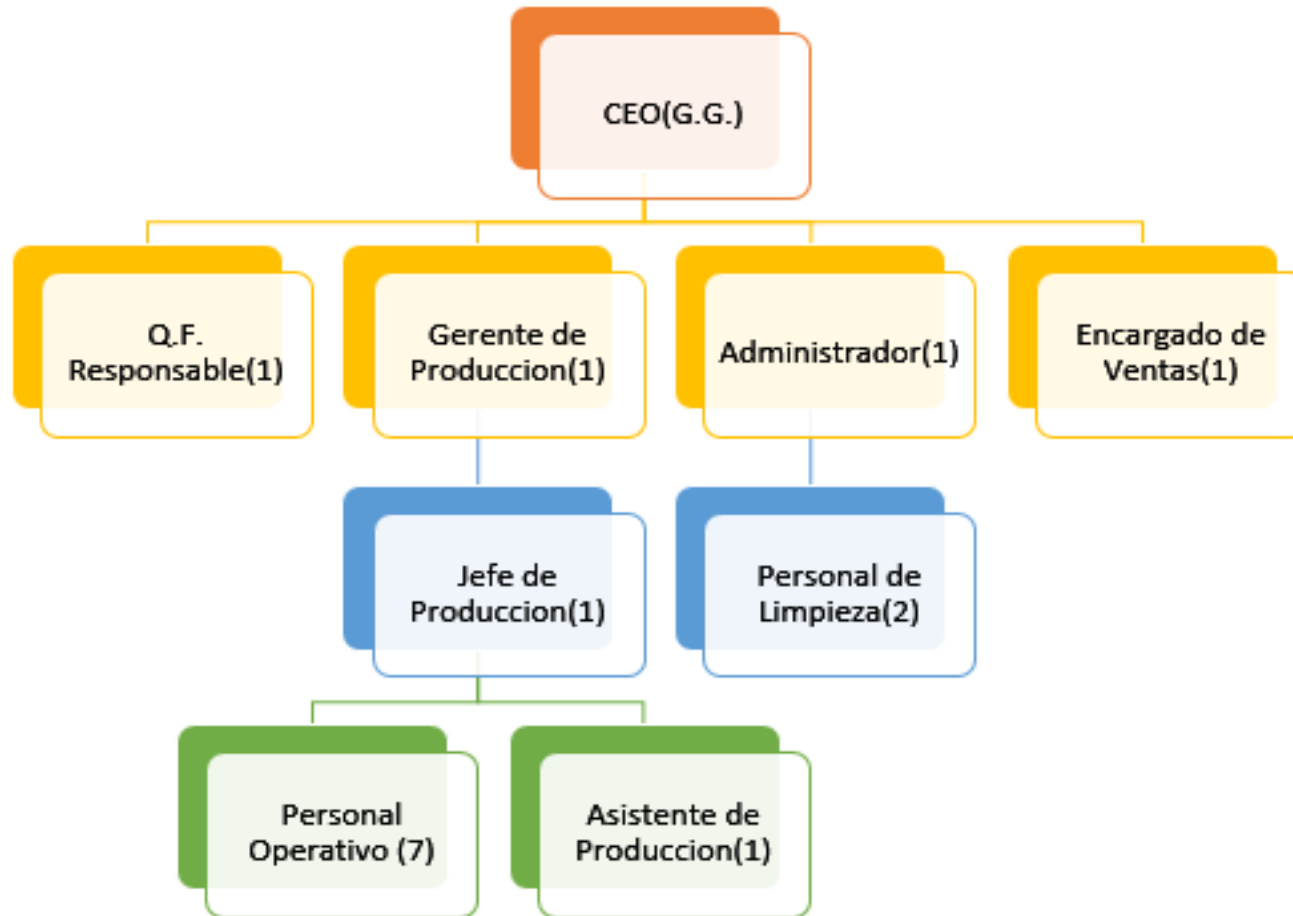 CEO(G.G.)
Q.F.
Responsable(1)
Gerente de
Produccion(1)
Administrador(1)
Encargado de
Ventas(1)
Jefe de
Produccion(1)
Personal de
Limpieza(2)
Personal
Operativo (7)
Asistente de
Produccion(1)